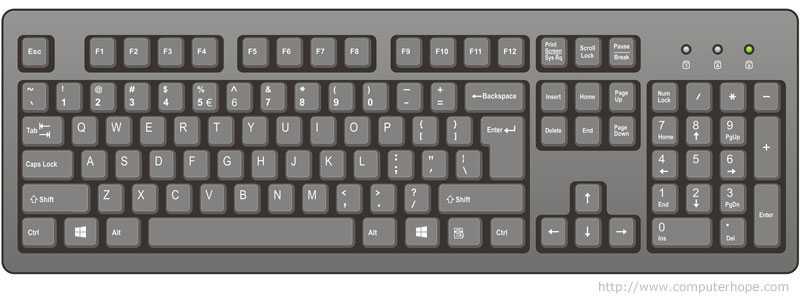 Esc F1 F2 F3 F4 F5 F6 F7 F8 F9 F10 F11 F12 Print Screen Sys Rq Scroll Lock Pause Break
~ ! @ # $ % ^ & * ( ) _ + ←Backspace Insert Home Page Up Num Lock / * -
` 1 2 3 4 5 € 6 7 8 9 0 - =
Tab Q W E R T Y U I O P { [ } ] Enter Delete End Page Down 7 Home 8 ↑ 9 PgUp +
Caps Lock A S D F G H J K L : ; " ' | \ 4 ← 5 6 →
⇧Shift Z X C V B N M < , > . ? / ⇧Shift ↑ 1 End 2 ↓ 3 PgDn Enter
Ctrl Alt Alt Ctrl ← ↓ → 0 Ins . Del
http://www.computerhope.com